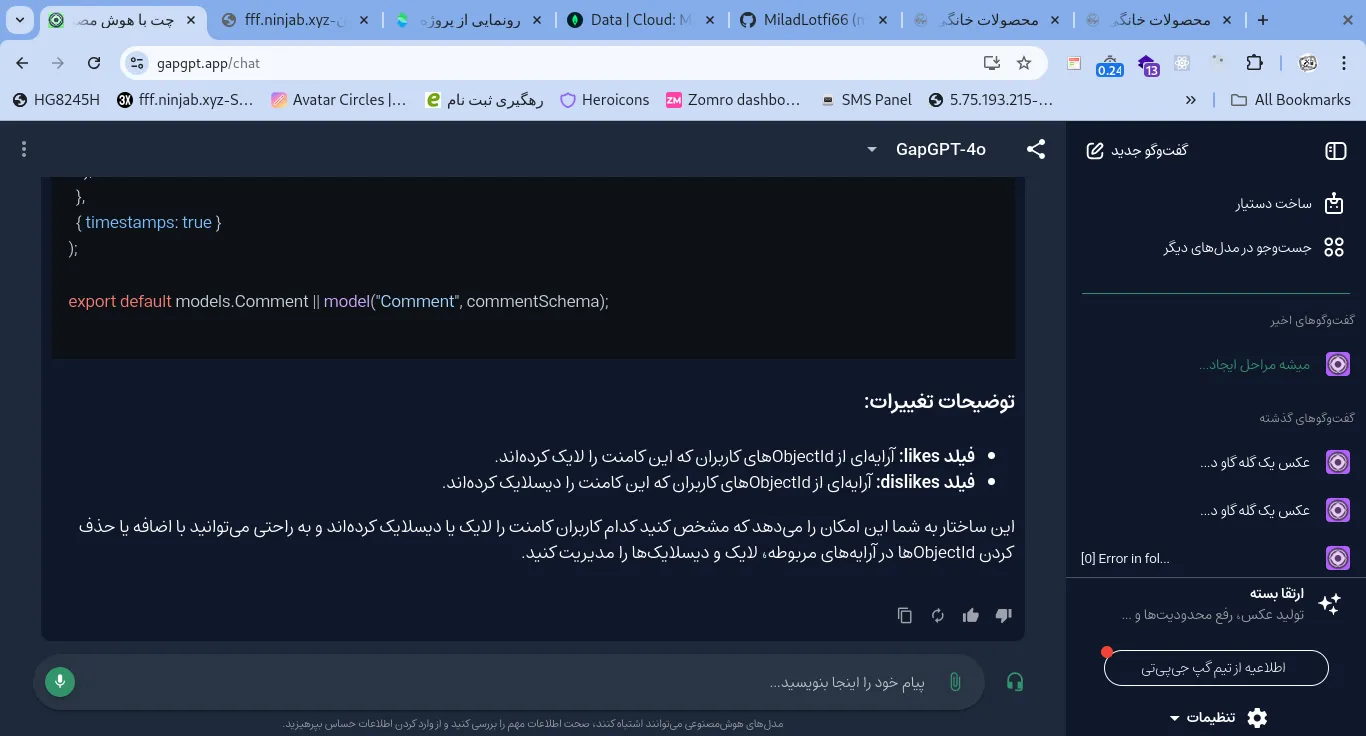 چت با هوش مصن
fff.ninjab.xyz-ن
رونمایی از پروژه
Data | Cloud: M
MiladLotfi66 (m
محصولات خانگی
محصولات خانگی
gapgpt.app/chat
0.24
13
HG8245H
fff.ninjab.xyz-S...
Avatar Circles |...
رهگیری ثبت نام
Heroicons
Zomro dashbo...
SMS Panel
5.75.193.215-...
All Bookmarks
GapGPT-4o
},
{ timestamps: true }
);
export default models.Comment || model("Comment", commentSchema);
توضیحات تغییرات:
فیلد likes: آرایه‌ای از ObjectIdهای کاربران که این کامنت را لایک کرده‌اند.
فیلد dislikes: آرایه‌ای از ObjectIdهای کاربران که این کامنت را دیسلایک کرده‌اند.
این ساختار به شما این امکان را می‌دهد که مشخص کنید کدام کاربران کامنت را لایک یا دیسلایک کرده‌اند و به راحتی می‌توانید با اضافه یا حذف
کردن ObjectIdها در آرایه‌های مربوطه، لایک و دیسلایک‌ها را مدیریت کنید.
پیام خود را اینجا بنویسید...
مدل‌های هوش‌مصنوعی می‌توانند اشتباه کنند، صحت اطلاعات مهم را بررسی کنید و از وارد کردن اطلاعات حساس بپرهیزید.
گفت‌وگو جدید
ساخت دستیار
جست‌وجو در مدل‌های دیگر
گفت‌وگوهای اخیر
میشه مراحل ایجاد...
گفت‌وگوهای گذشته
عکس یک گله گاو د...
عکس یک گله گاو د...
[0] Error in fol...
ارتقا بسته
تولید عکس، رفع محدودیت‌ها و ...
اطلاعیه از تیم گپ جی‌پی‌تی
تنظیمات